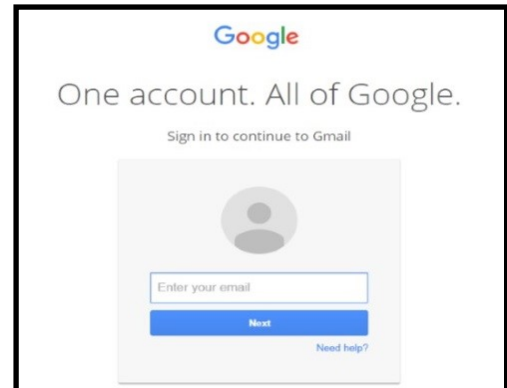 Google
One account. All of Google.
Sign in to continue to Gmail
Enter your email
Next
Need help?